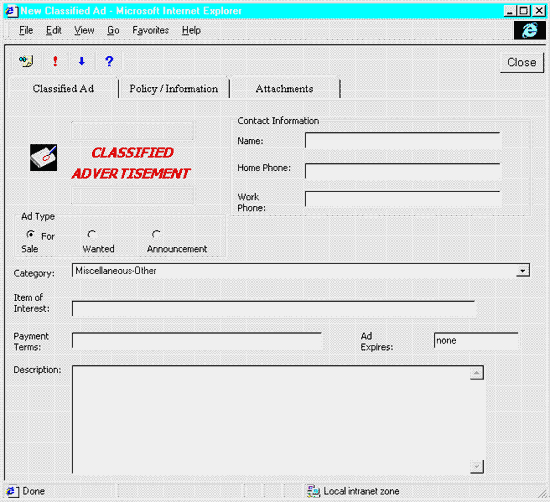 New Classified Ad - Microsoft Internet Explorer
File Edit View Go Favorites Help
Close
Classified Ad Policy / Information Attachments
CLASSIFIED
ADVERTISEMENT
Contact Information
Name:
Home Phone:
Work
Phone:
Ad Type
For
Sale Wanted Announcement
Category: Miscellaneous-Other
Item of
Interest:
Payment
Terms:
Ad
Expires: none
Description:
Done Local intranet zone